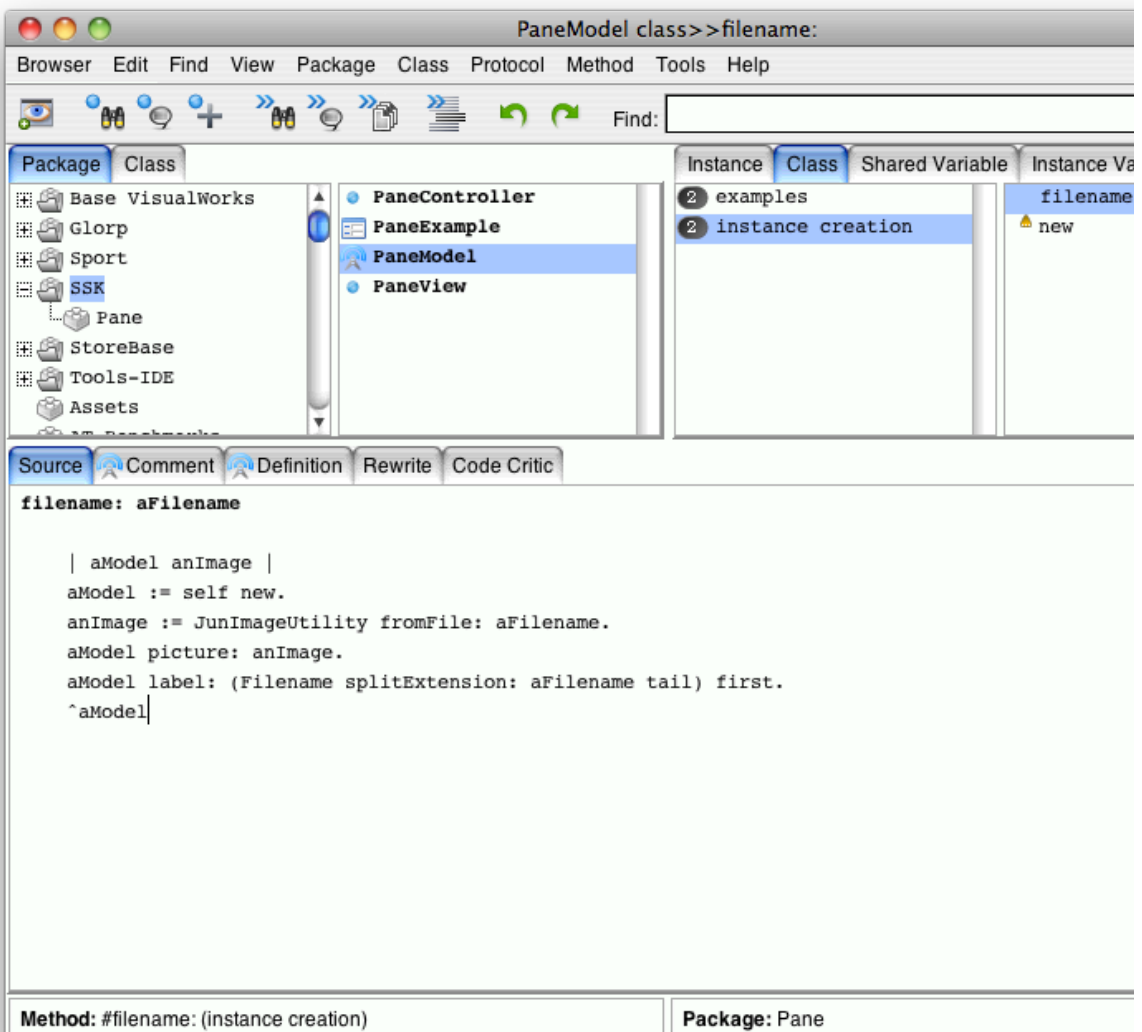 PaneModel class>>filename:
Browser Edit Find View Package Class Protocol Method Tools Help
Find:
Package Class
Base VisualWorks
Glorp
Sport
SSK
Pane
StoreBase
Tools-IDE
Assets
PaneController
PaneExample
PaneModel
PaneView
Instance Class Shared Variable Instance Va
2 examples
2 instance creation
filename
new
Source Comment Definition Rewrite Code Critic
filename: aFilename
| aModel anImage |
aModel := self new.
anImage := JunImageUtility fromFile: aFilename.
aModel picture: anImage.
aModel label: (Filename splitExtension: aFilename tail) first.
^aModel
Method: #filename: (instance creation)
Package: Pane